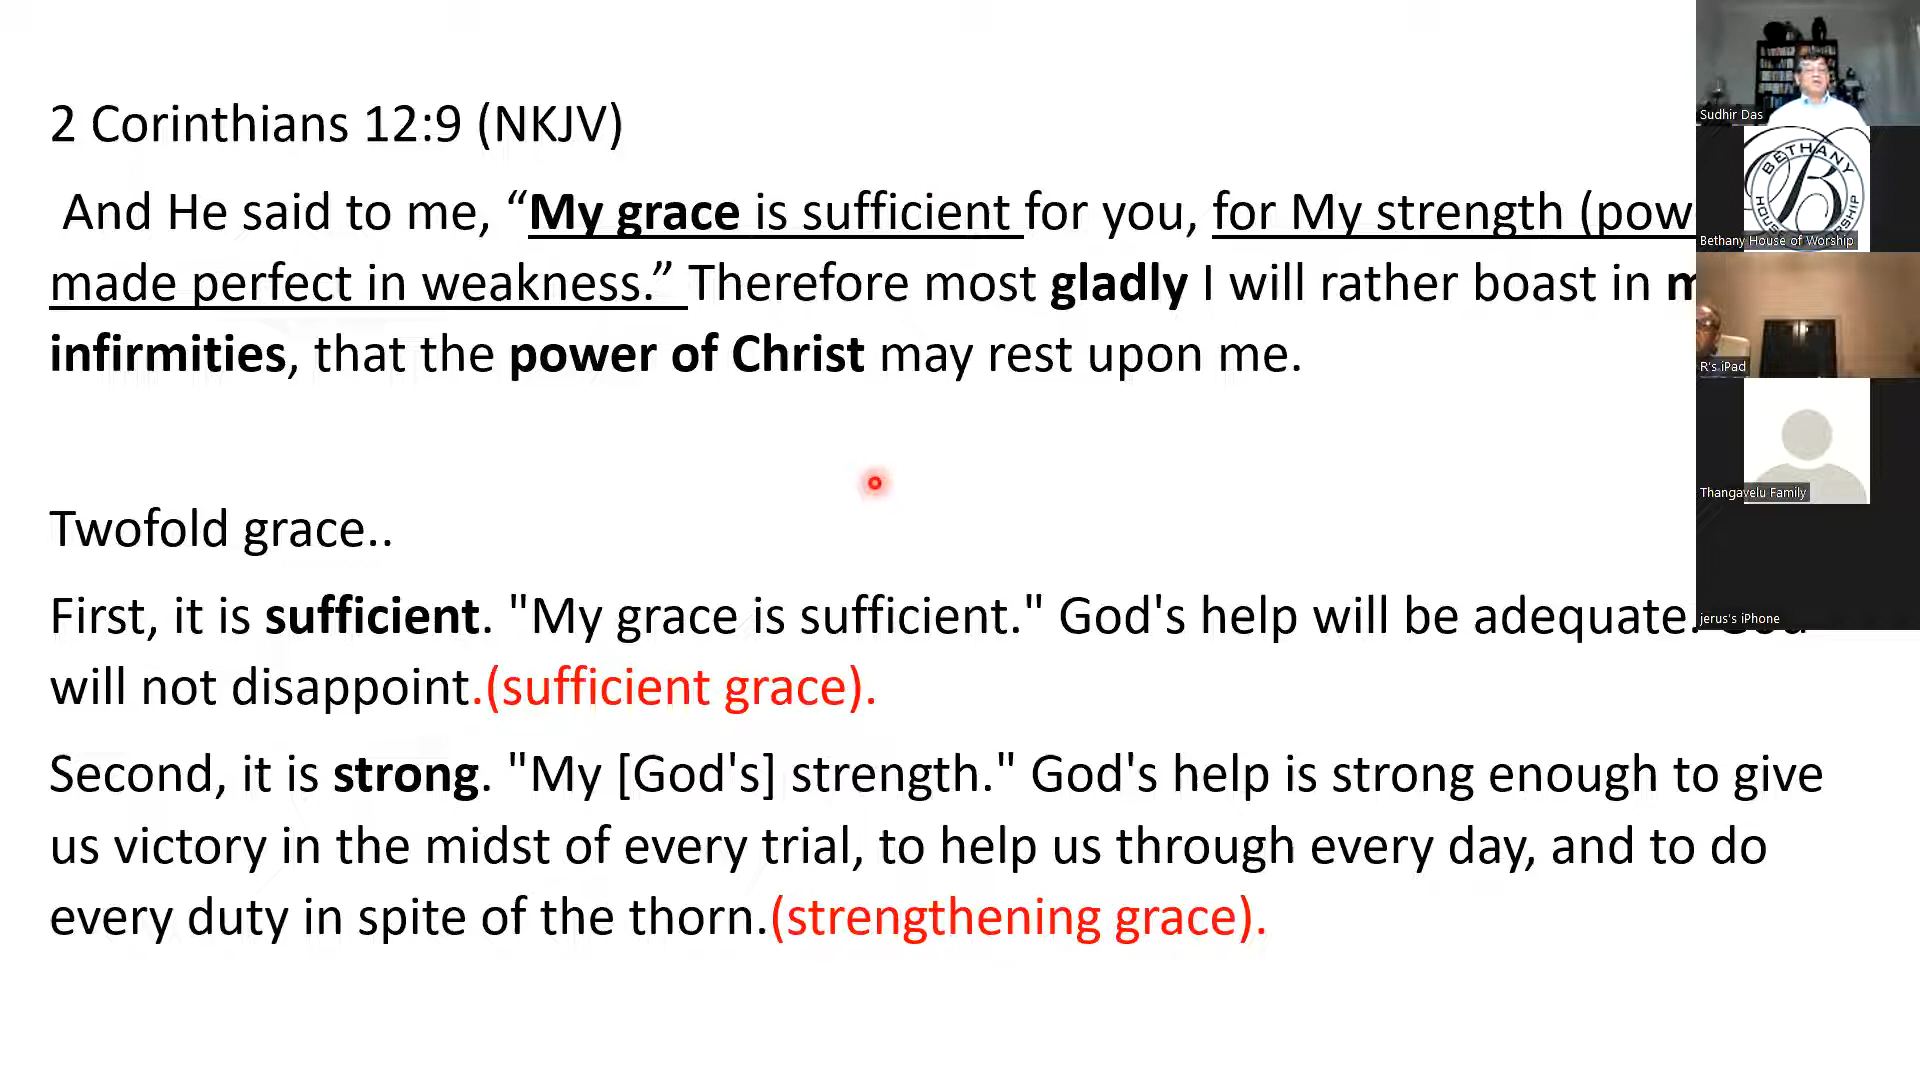 2 Corinthians 12:9 (NKJV)
And He said to me, “My grace is sufficient for you, for My strength (pow
made perfect in weakness.” Therefore most gladly I will rather boast in
infirmities, that the power of Christ may rest upon me.
Twofold grace..
First, it is sufficient. "My grace is sufficient." God's help will be adequate. God
will not disappoint.(sufficient grace).
Second, it is strong. "My [God's] strength." God's help is strong enough to give
us victory in the midst of every trial, to help us through every day, and to do
every duty in spite of the thorn.(strengthening grace).
Sudhir Das
BETHANY
B
HOUSE OF WORSHIP
Bethany House of Worship
R's iPad
Thangavelu Family
jerus's iPhone